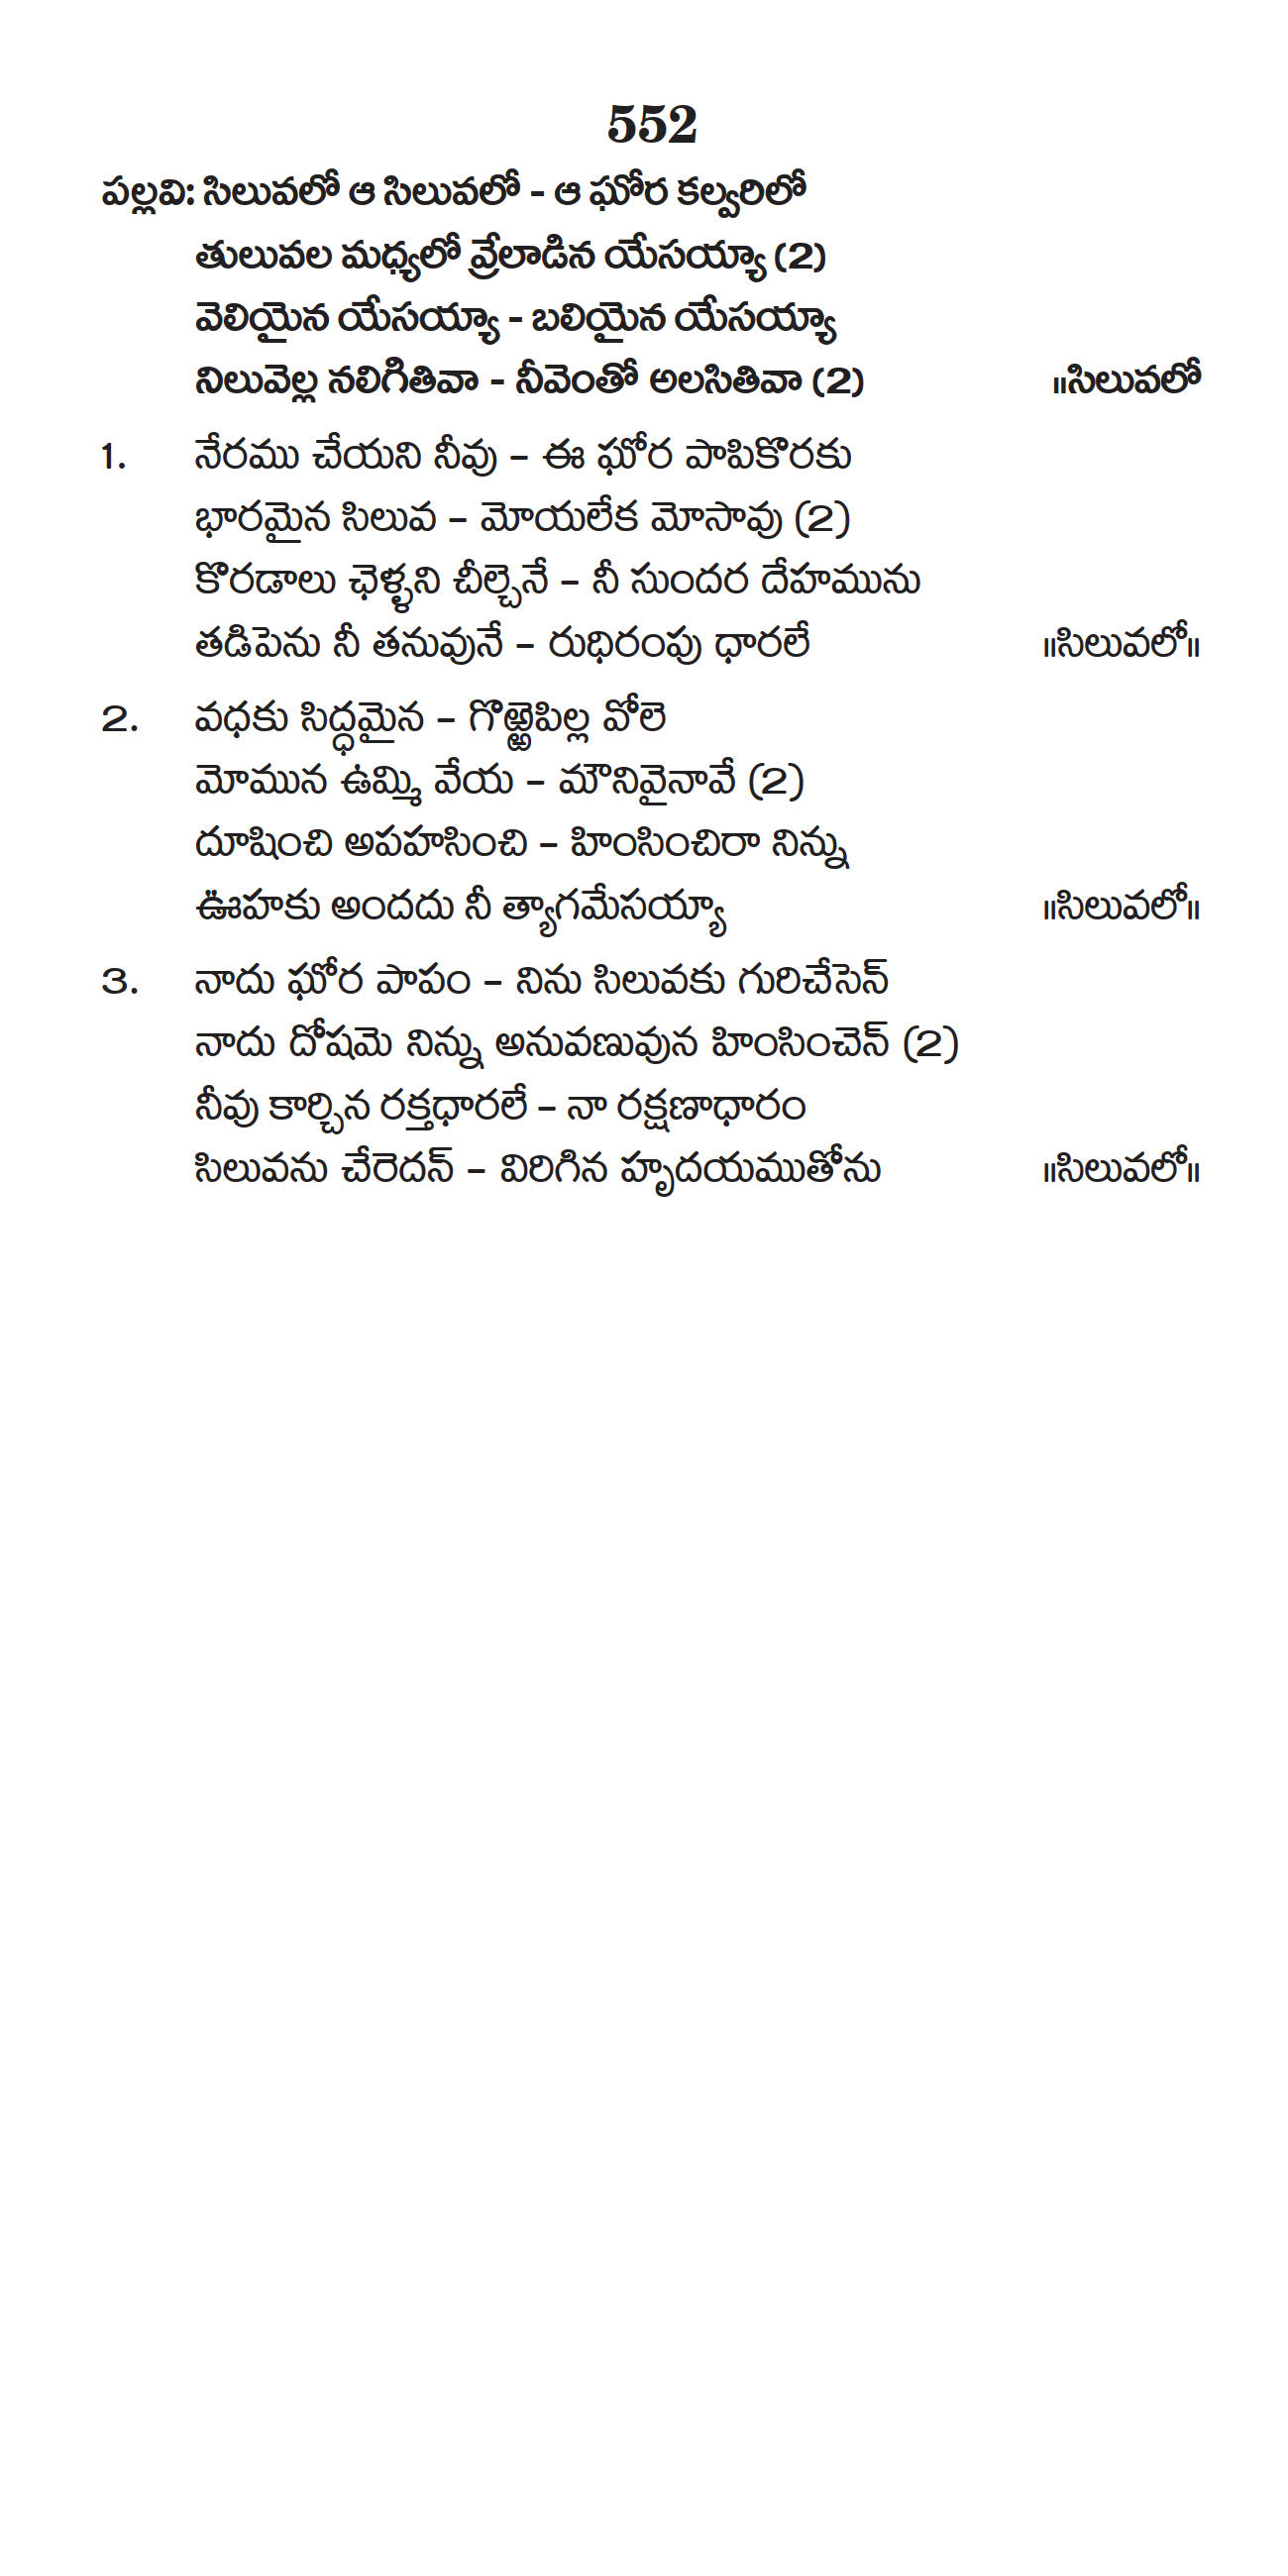 552
పల్లవి: సిలువలో ఆ సిలువలో - ఆ ఘోర కల్వరిలో
తులువల మధ్యలో వ్రేలాడిన యేసయ్యా (2)
వెలియైన యేసయ్యా - బలియైన యేసయ్యా
నిలువెల్ల నలిగితివా - నీవెంతో అలసితివా (2) ॥సిలువలో
1. నేరము చేయని నీవు – ఈ ఘోర పాపికొరకు
భారమైన సిలువ – మోయలేక మోసావు (2)
కొరడాలు ఛెళ్ళని చీల్చెనే – నీ సుందర దేహమును
తడిపెను నీ తనువునే – రుధిరంపు ధారలే ॥సిలువలో॥
2. వధకు సిద్ధమైన – గొఱ్ఱెపిల్ల వోలె
మోమున ఉమ్మి వేయ – మౌనివైనావే (2)
దూషించి అపహసించి – హింసించిరా నిన్ను
ఊహకు అందదు నీ త్యాగమేసయ్యా ॥సిలువలో॥
3. నాదు ఘోర పాపం – నిను సిలువకు గురిచేసెన్
నాదు దోషమె నిన్ను అనువణువున హింసించెన్ (2)
నీవు కార్చిన రక్తధారలే – నా రక్షణాధారం
సిలువను చేరెదన్ – విరిగిన హృదయముతోను ॥సిలువలో॥